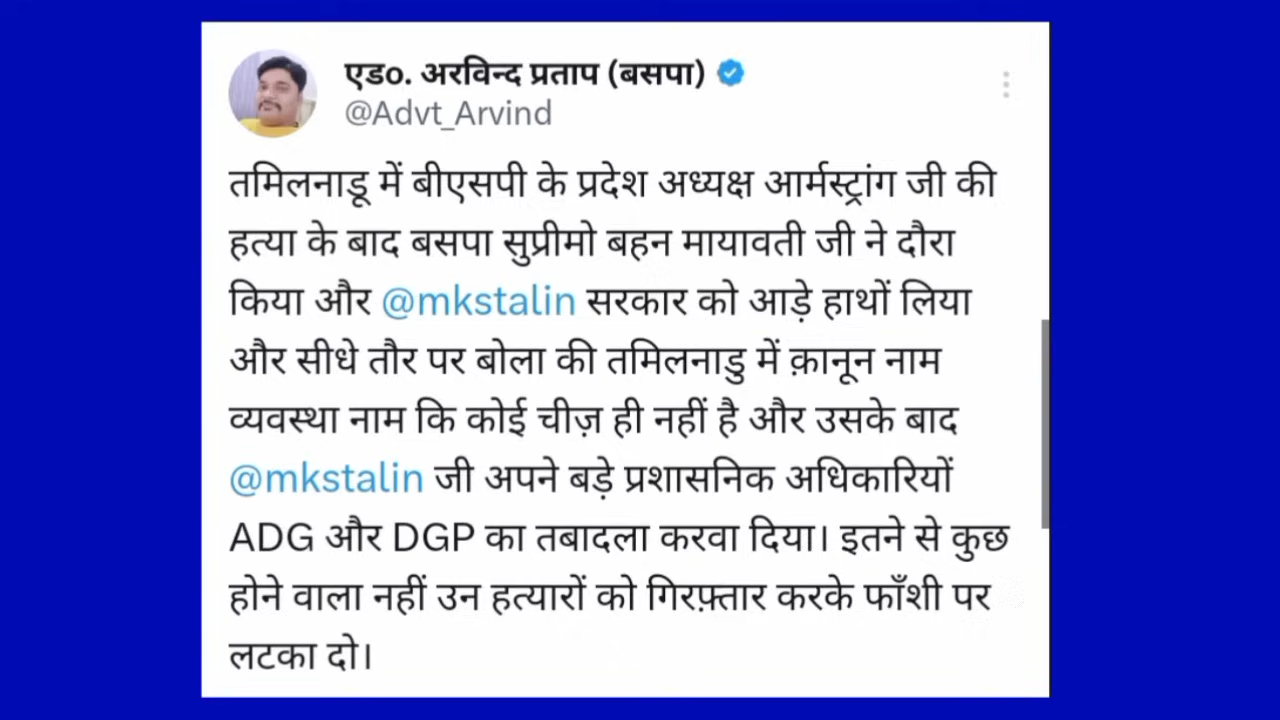 एडo. अरविन्द प्रताप (बसपा)
@Advt_Arvind
तमिलनाडू में बीएसपी के प्रदेश अध्यक्ष आर्मस्ट्रांग जी की
हत्या के बाद बसपा सुप्रीमो बहन मायावती जी ने दौरा
किया और @mkstalin सरकार को आड़े हाथों लिया
और सीधे तौर पर बोला की तमिलनाडु में क़ानून नाम
व्यवस्था नाम कि कोई चीज़ ही नहीं है और उसके बाद
@mkstalin जी अपने बड़े प्रशासनिक अधिकारियों
ADG और DGP का तबादला करवा दिया। इतने से कुछ
होने वाला नहीं उन हत्यारों को गिरफ़्तार करके फाँशी पर
लटका दो।